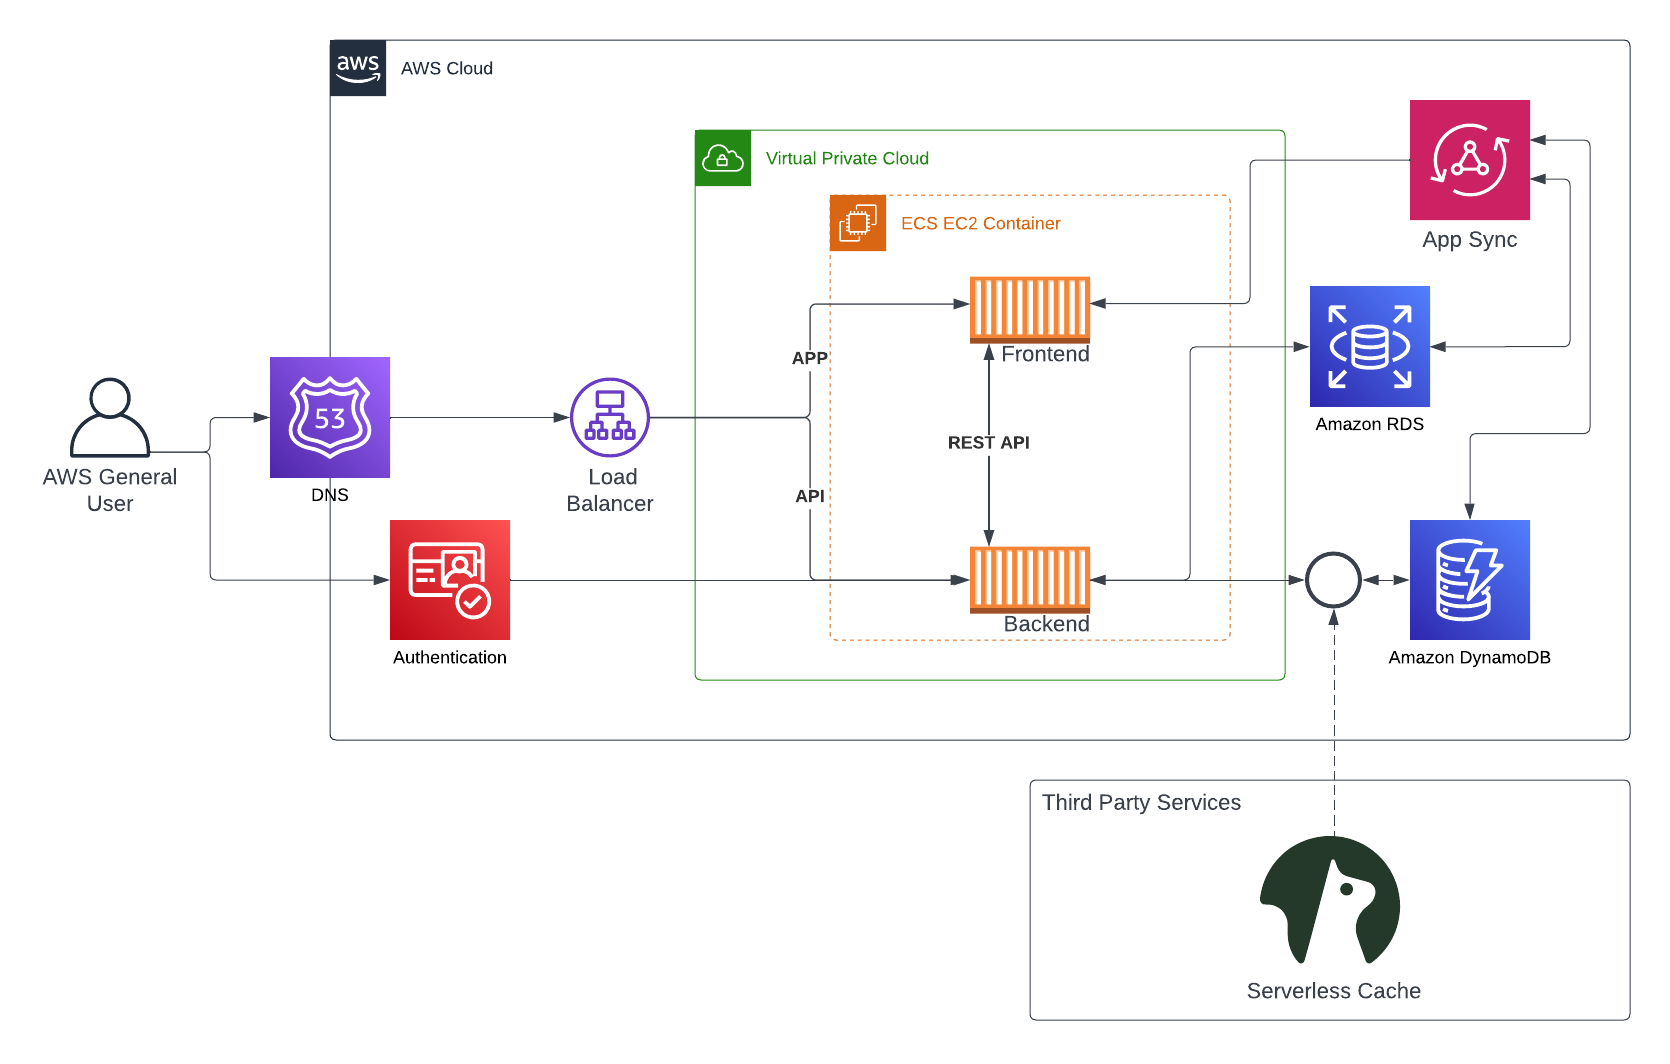 aws
AWS Cloud
Virtual Private Cloud
ECS EC2 Container
App Sync
Frontend
APP
53
Amazon RDS
REST API
AWS General
User
DNS
Load
Balancer
API
Backend
Authentication
Amazon DynamoDB
Third Party Services
Serverless Cache